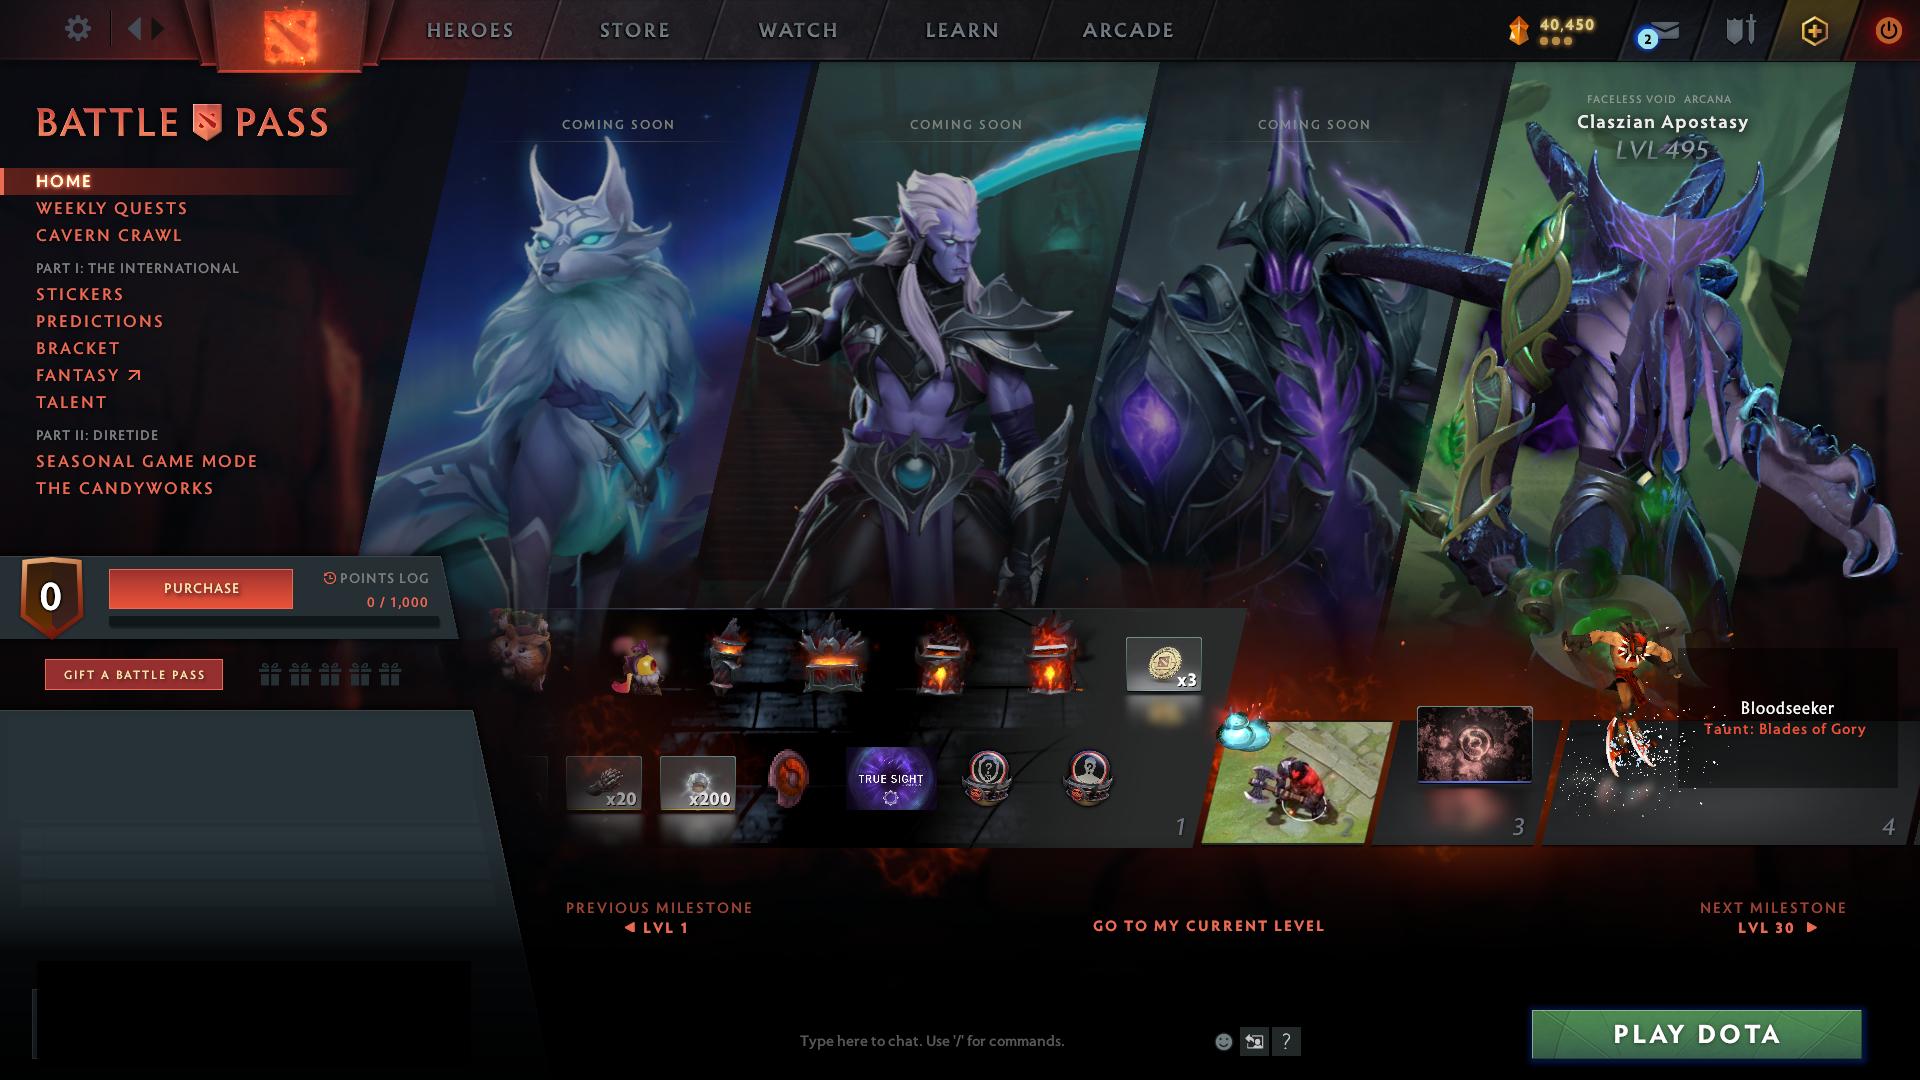 HEROES
STORE
WATCH
LEARN
ARCADE
40,450
2
BATTLE PASS
HOME
WEEKLY QUESTS
CAVERN CRAWL
PART I: THE INTERNATIONAL
STICKERS
PREDICTIONS
BRACKET
FANTASY
TALENT
PART II: DIRETIDE
SEASONAL GAME MODE
THE CANDYWORKS
COMING SOON
COMING SOON
COMING SOON
FACELESS VOID ARCANA
Claszian Apostasy
LVL 495
0
PURCHASE
POINTS LOG
0 / 1,000
GIFT A BATTLE PASS
x3
x20
x200
TRUE SIGHT
1
2
3
Bloodseeker
Taunt: Blades of Gory
4
PREVIOUS MILESTONE
LVL 1
GO TO MY CURRENT LEVEL
NEXT MILESTONE
LVL 30
Type here to chat. Use '/' for commands.
?
PLAY DOTA